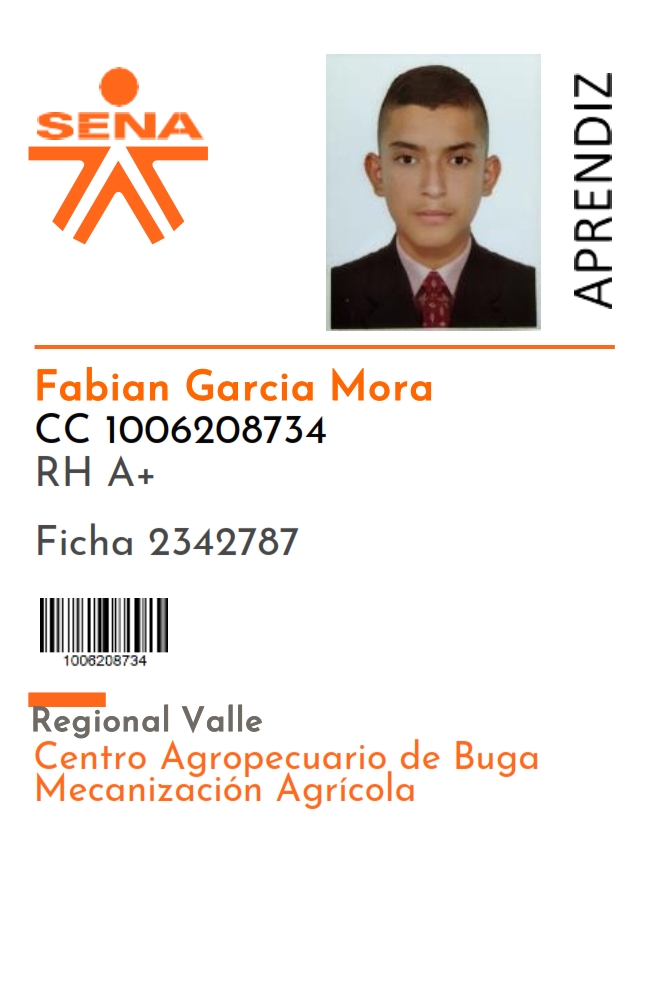 SENA
APRENDIZ
Fabian Garcia Mora
CC 1006208734
RH A+
Ficha 2342787
1006208734
Regional Valle
Centro Agropecuario de Buga
Mecanización Agrícola